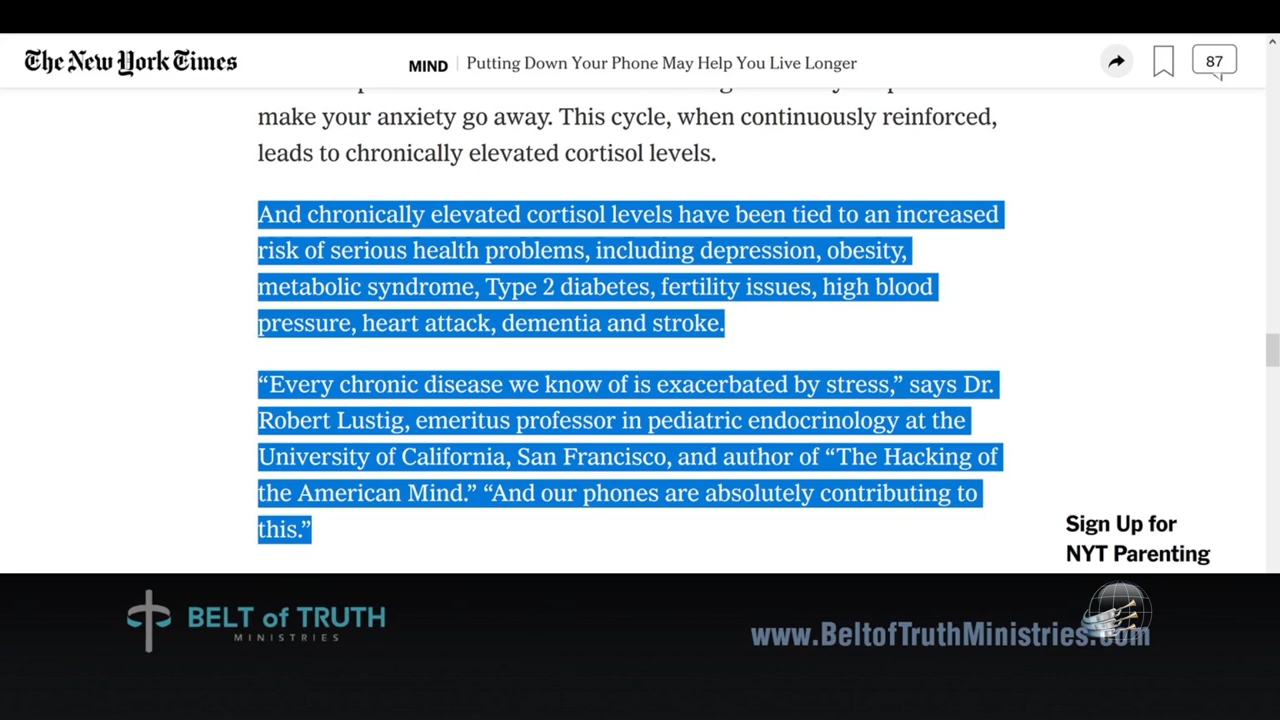 The New York Times
MIND Putting Down Your Phone May Help You Live Longer
87
make your anxiety go away. This cycle, when continuously reinforced,
leads to chronically elevated cortisol levels.
And chronically elevated cortisol levels have been tied to an increased
risk of serious health problems, including depression, obesity,
metabolic syndrome, Type 2 diabetes, fertility issues, high blood
pressure, heart attack, dementia and stroke.
“Every chronic disease we know of is exacerbated by stress,” says Dr.
Robert Lustig, emeritus professor in pediatric endocrinology at the
University of California, San Francisco, and author of “The Hacking of
the American Mind.” “And our phones are absolutely contributing to
this.”
Sign Up for
NYT Parenting
BELT of TRUTH
MINISTRIES
www.BeltofTruthMinistries.com